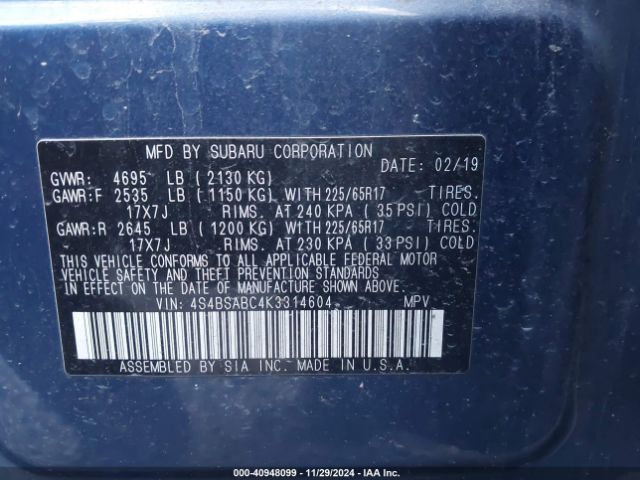 MFD BY SUBARU CORPORATION
DATE: 02/19
GVWR: 4695 LB ( 2130 KG)
GAWR:F 2535 LB ( 1150 KG) WITH 225/65R17 TIRES.
17X7J RIMS. AT 240 KPA ( 35 PSI) COLD
GAWR:R 2645 LB ( 1200 KG) WITH 225/65R17 TIRES.
17X7J RIMS. AT 230 KPA ( 33 PSI) COLD
THIS VEHICLE CONFORMS TO ALL APPLICABLE FEDERAL MOTOR
VEHICLE SAFETY AND THEFT PREVENTION STANDARDS
IN EFFECT ON THE DATE OF MANUFACTURE SHOWN ABOVE.
VIN: 4S4BSABC4K3314604 MPV
ASSEMBLED BY SIA INC. MADE IN U.S.A.
000-40948099 - 11/29/2024 - IAA Inc.